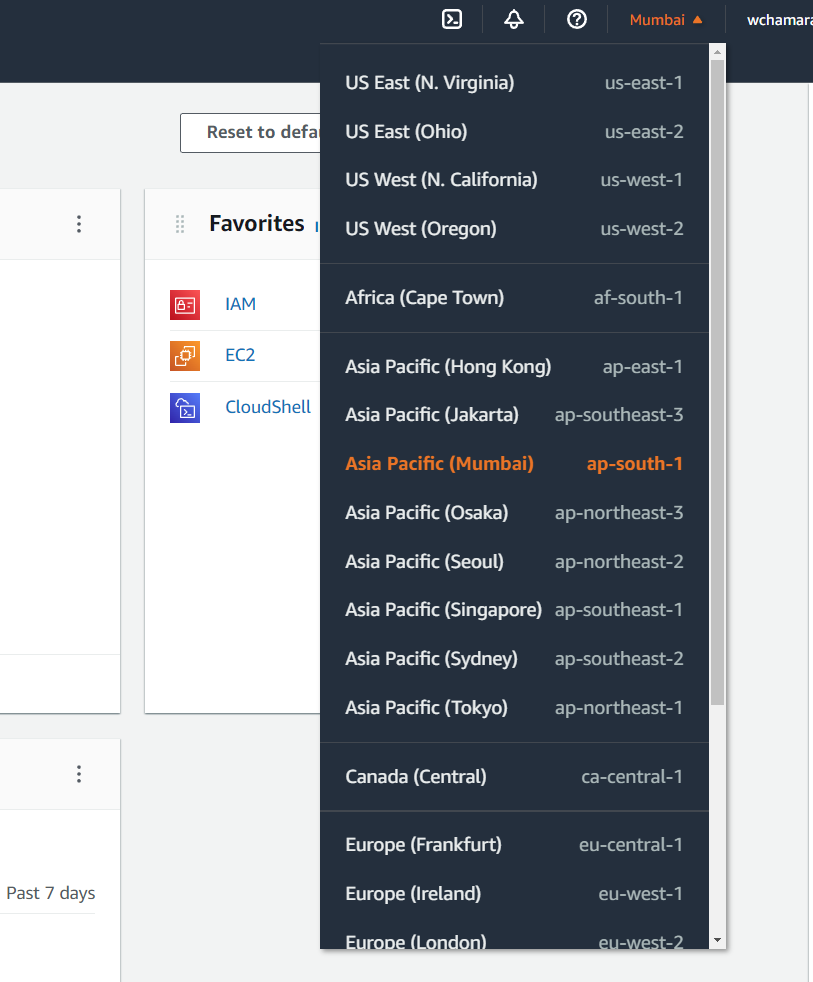 Mumbai wchamara
Reset to defau
Favorites
IAM
EC2
CloudShell
Past 7 days
US East (N. Virginia) us-east-1
US East (Ohio) us-east-2
US West (N. California) us-west-1
US West (Oregon) us-west-2
Africa (Cape Town) af-south-1
Asia Pacific (Hong Kong) ap-east-1
Asia Pacific (Jakarta) ap-southeast-3
Asia Pacific (Mumbai) ap-south-1
Asia Pacific (Osaka) ap-northeast-3
Asia Pacific (Seoul) ap-northeast-2
Asia Pacific (Singapore) ap-southeast-1
Asia Pacific (Sydney) ap-southeast-2
Asia Pacific (Tokyo) ap-northeast-1
Canada (Central) ca-central-1
Europe (Frankfurt) eu-central-1
Europe (Ireland) eu-west-1
Europe (London) eu-west-2